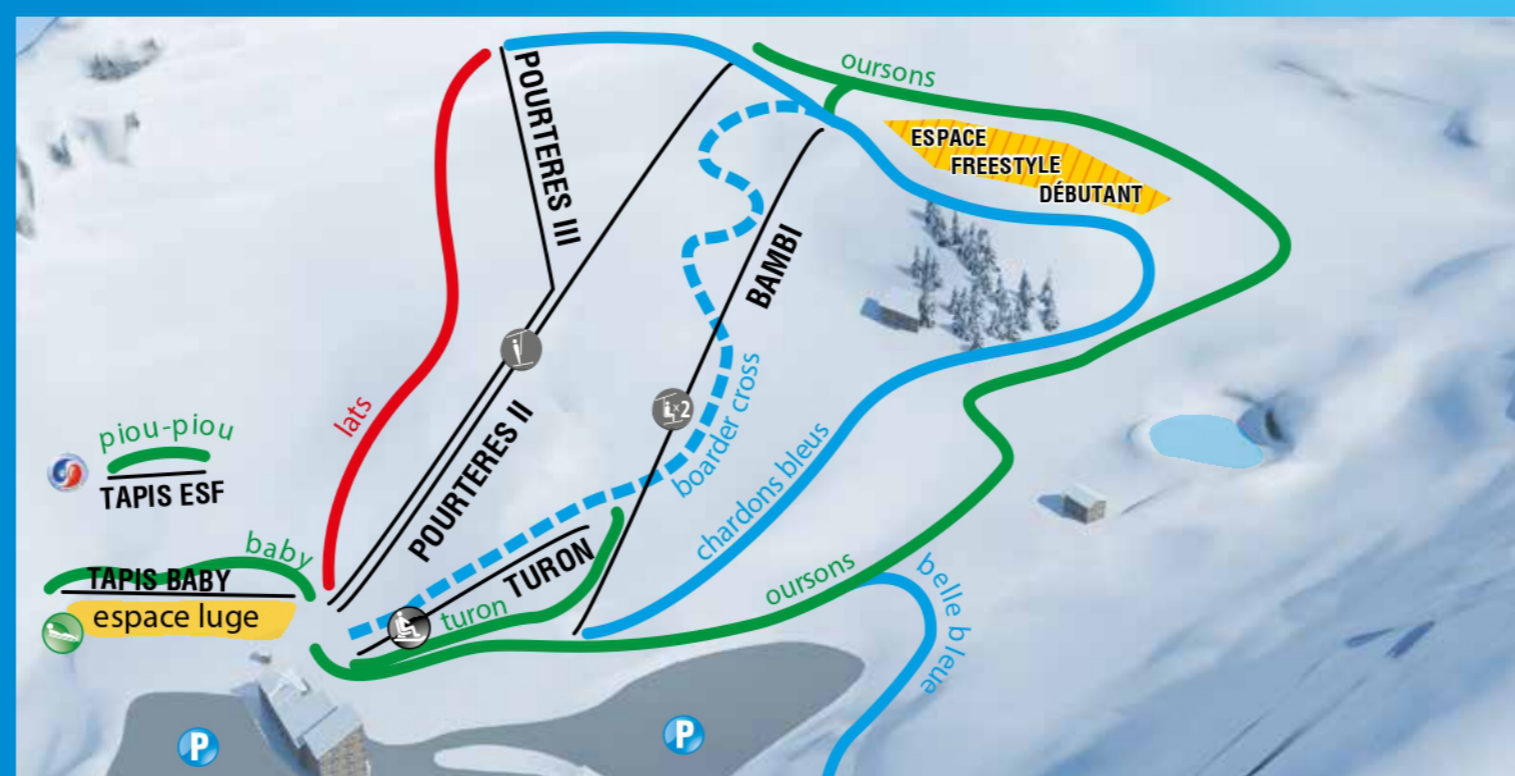 oursons
POURTERES III
ESPACE
FREESTYLE
DÉBUTANT
BAMBI
lats
x2
boarder cross
piou-piou
TAPIS ESF
POURTERES II
chardons bleus
baby
TAPIS BABY
TURON
espace luge
turon
oursons
belle bleue
P
P